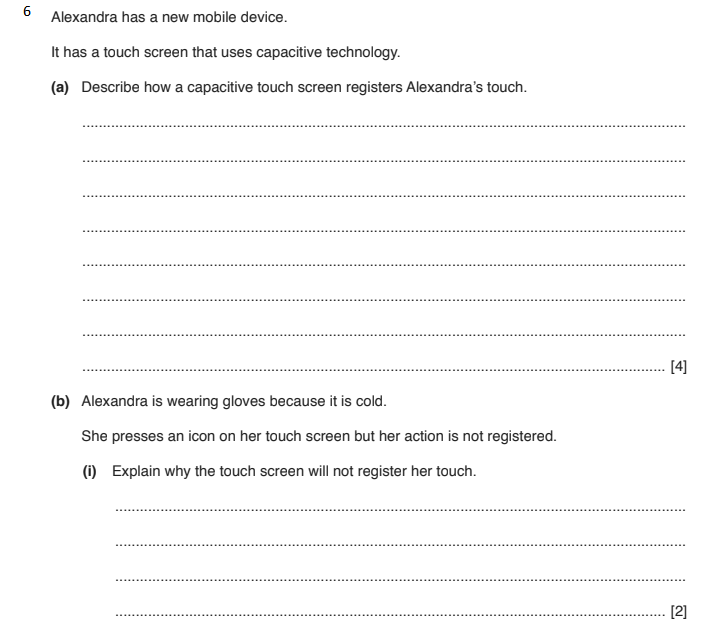 6 Alexandra has a new mobile device.
It has a touch screen that uses capacitive technology.
(a) Describe how a capacitive touch screen registers Alexandra's touch.
[4]
(b) Alexandra is wearing gloves because it is cold.
She presses an icon on her touch screen but her action is not registered.
(i) Explain why the touch screen will not register her touch.
[2]